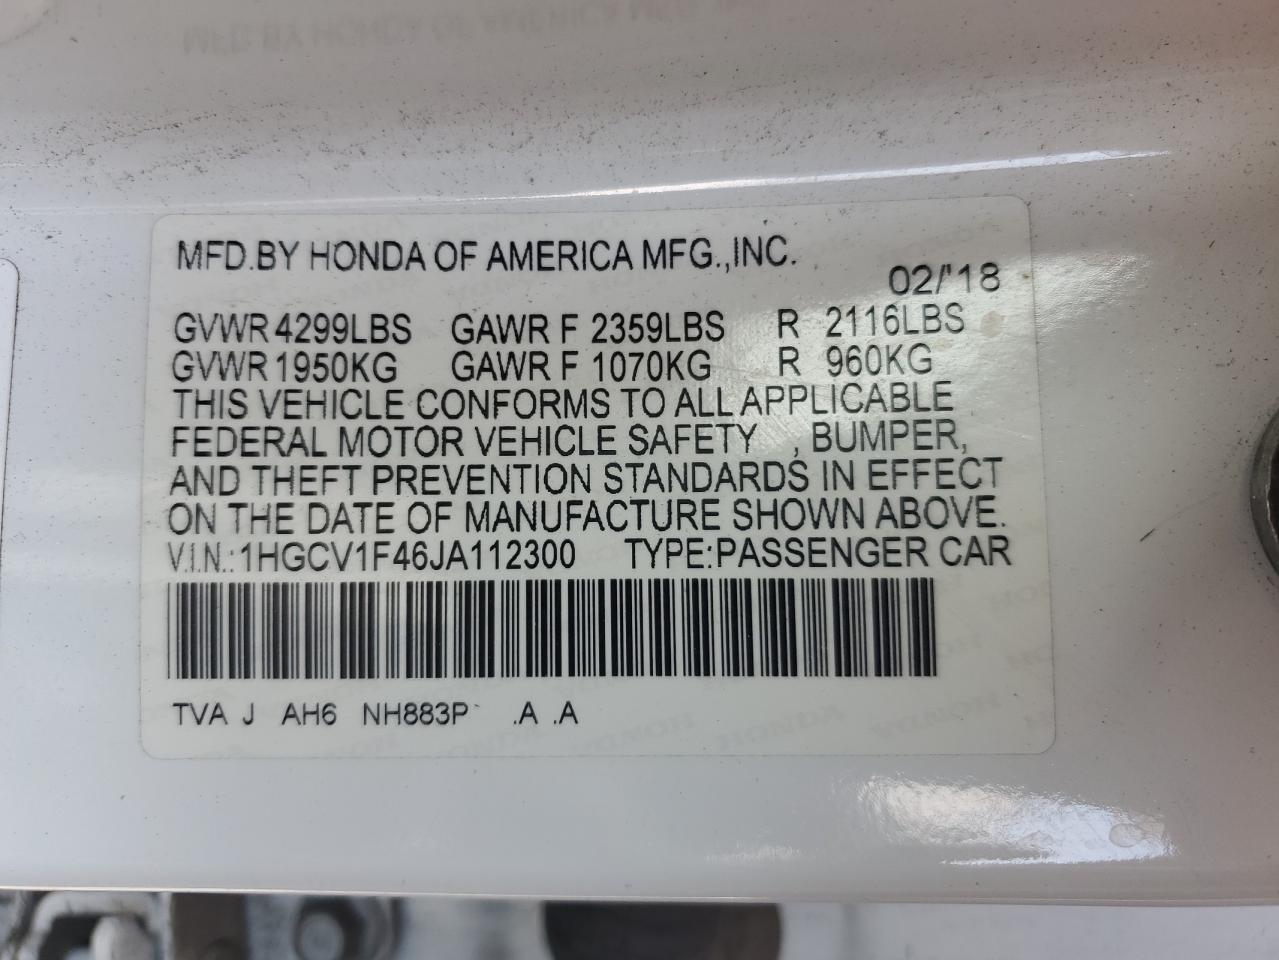 MFD.BY HONDA OF AMERICA MFG.,INC.
02/'18
GVWR 4299LBS GAWR F 2359LBS R 2116LBS
GVWR 1950KG GAWR F 1070KG R 960KG
THIS VEHICLE CONFORMS TO ALL APPLICABLE
FEDERAL MOTOR VEHICLE SAFETY , BUMPER,
AND THEFT PREVENTION STANDARDS IN EFFECT
ON THE DATE OF MANUFACTURE SHOWN ABOVE.
V.I.N.:1HGCV1F46JA112300 TYPE:PASSENGER CAR
TVA J AH6 NH883P .A .A